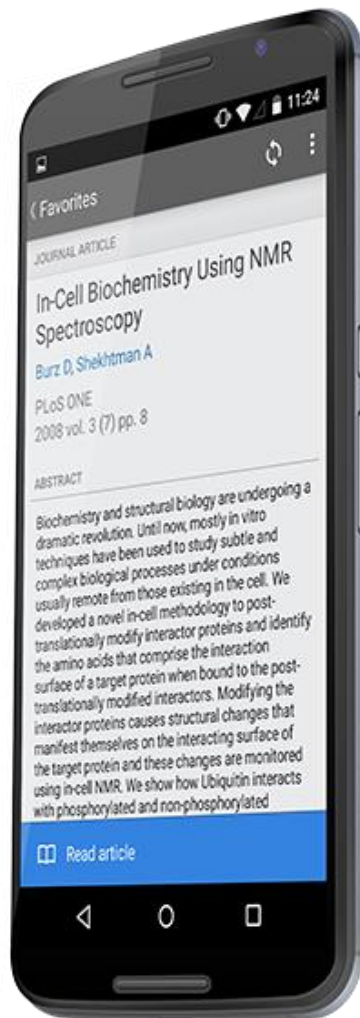 11:24
Favorites
JOURNAL ARTICLE
In-Cell Biochemistry Using NMR
Spectroscopy
Burz D, Shekhtman A
PLoS ONE
2008 vol. 3 (7) pp. 8
ABSTRACT
Biochemistry and structural biology are undergoing a
dramatic revolution. Until now, mostly in vitro
techniques have been used to study subtle and
complex biological processes under conditions
usually remote from those existing in the cell. We
developed a novel in-cell methodology to post-
translationally modify interactor proteins and identify
the amino acids that comprise the interaction
surface of a target protein when bound to the post-
translationally modified interactors. Modifying the
interactor proteins causes structural changes that
manifest themselves on the interacting surface of
the target protein and these changes are monitored
using in-cell NMR. We show how Ubiquitin interacts
with phosphorylated and non-phosphorylated
Read article